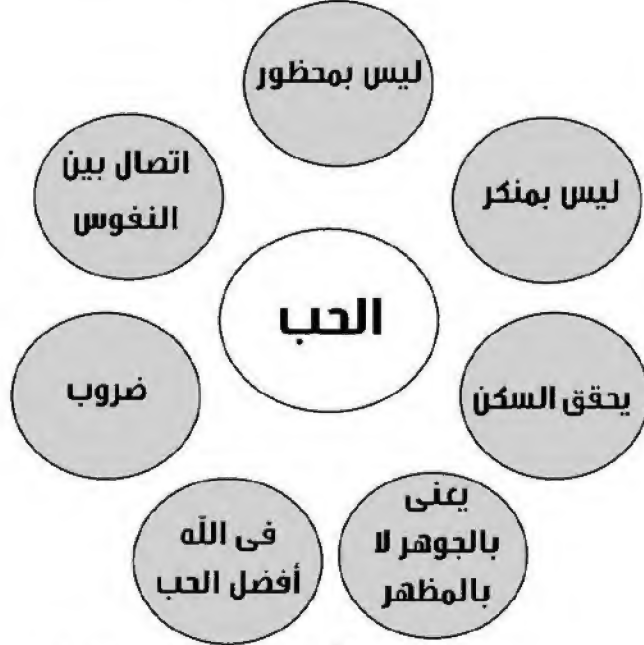 ليس بمحظور
ليس بمنكر
يحقق السكن
يعنى
بالجوهر لا
بالمظهر
فى الله
أفضل الحب
ضروب
اتصال بين
النفوس
الحب